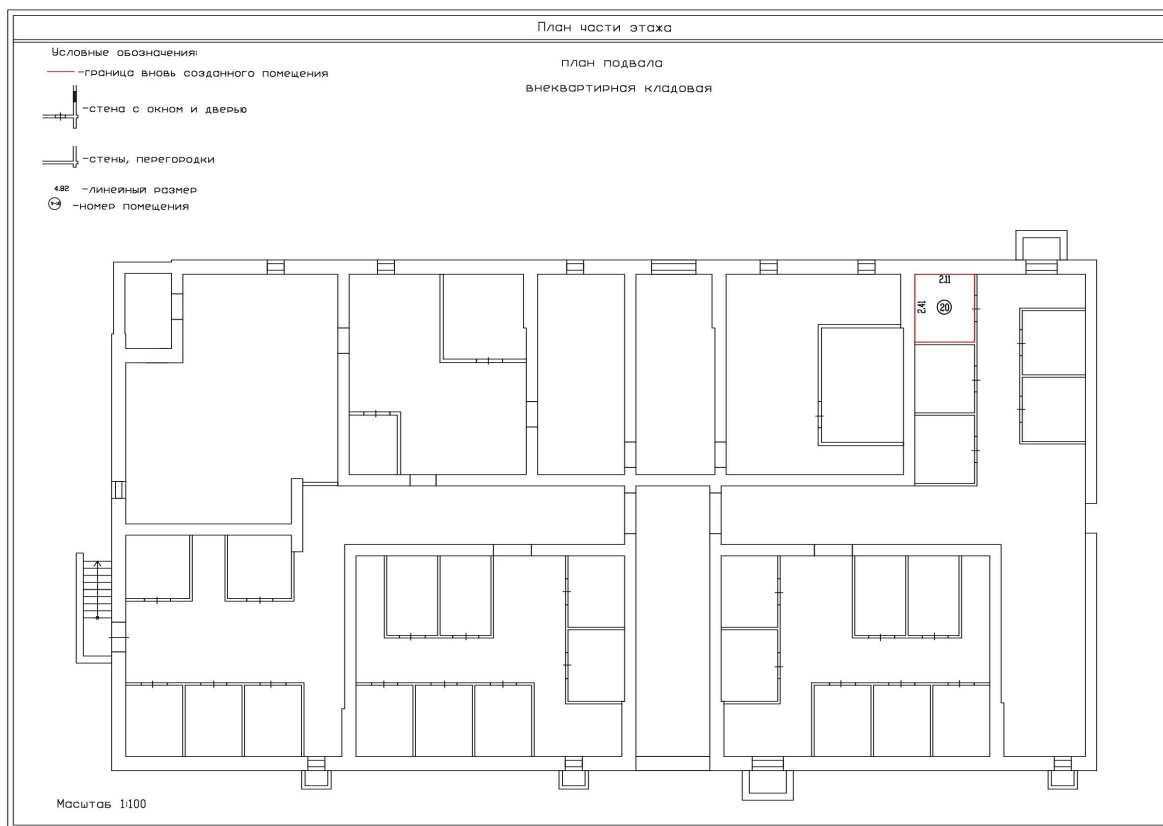 План части этажа
Условные обозначения:
план подвала
-граница вновь созданного помещения
внеквартирная кладовая
-стена с окном и дверью
-стены, перегородки
4.82 -линейный размер
-номер помещения
2.11
2.41
20
Масштаб 1:100